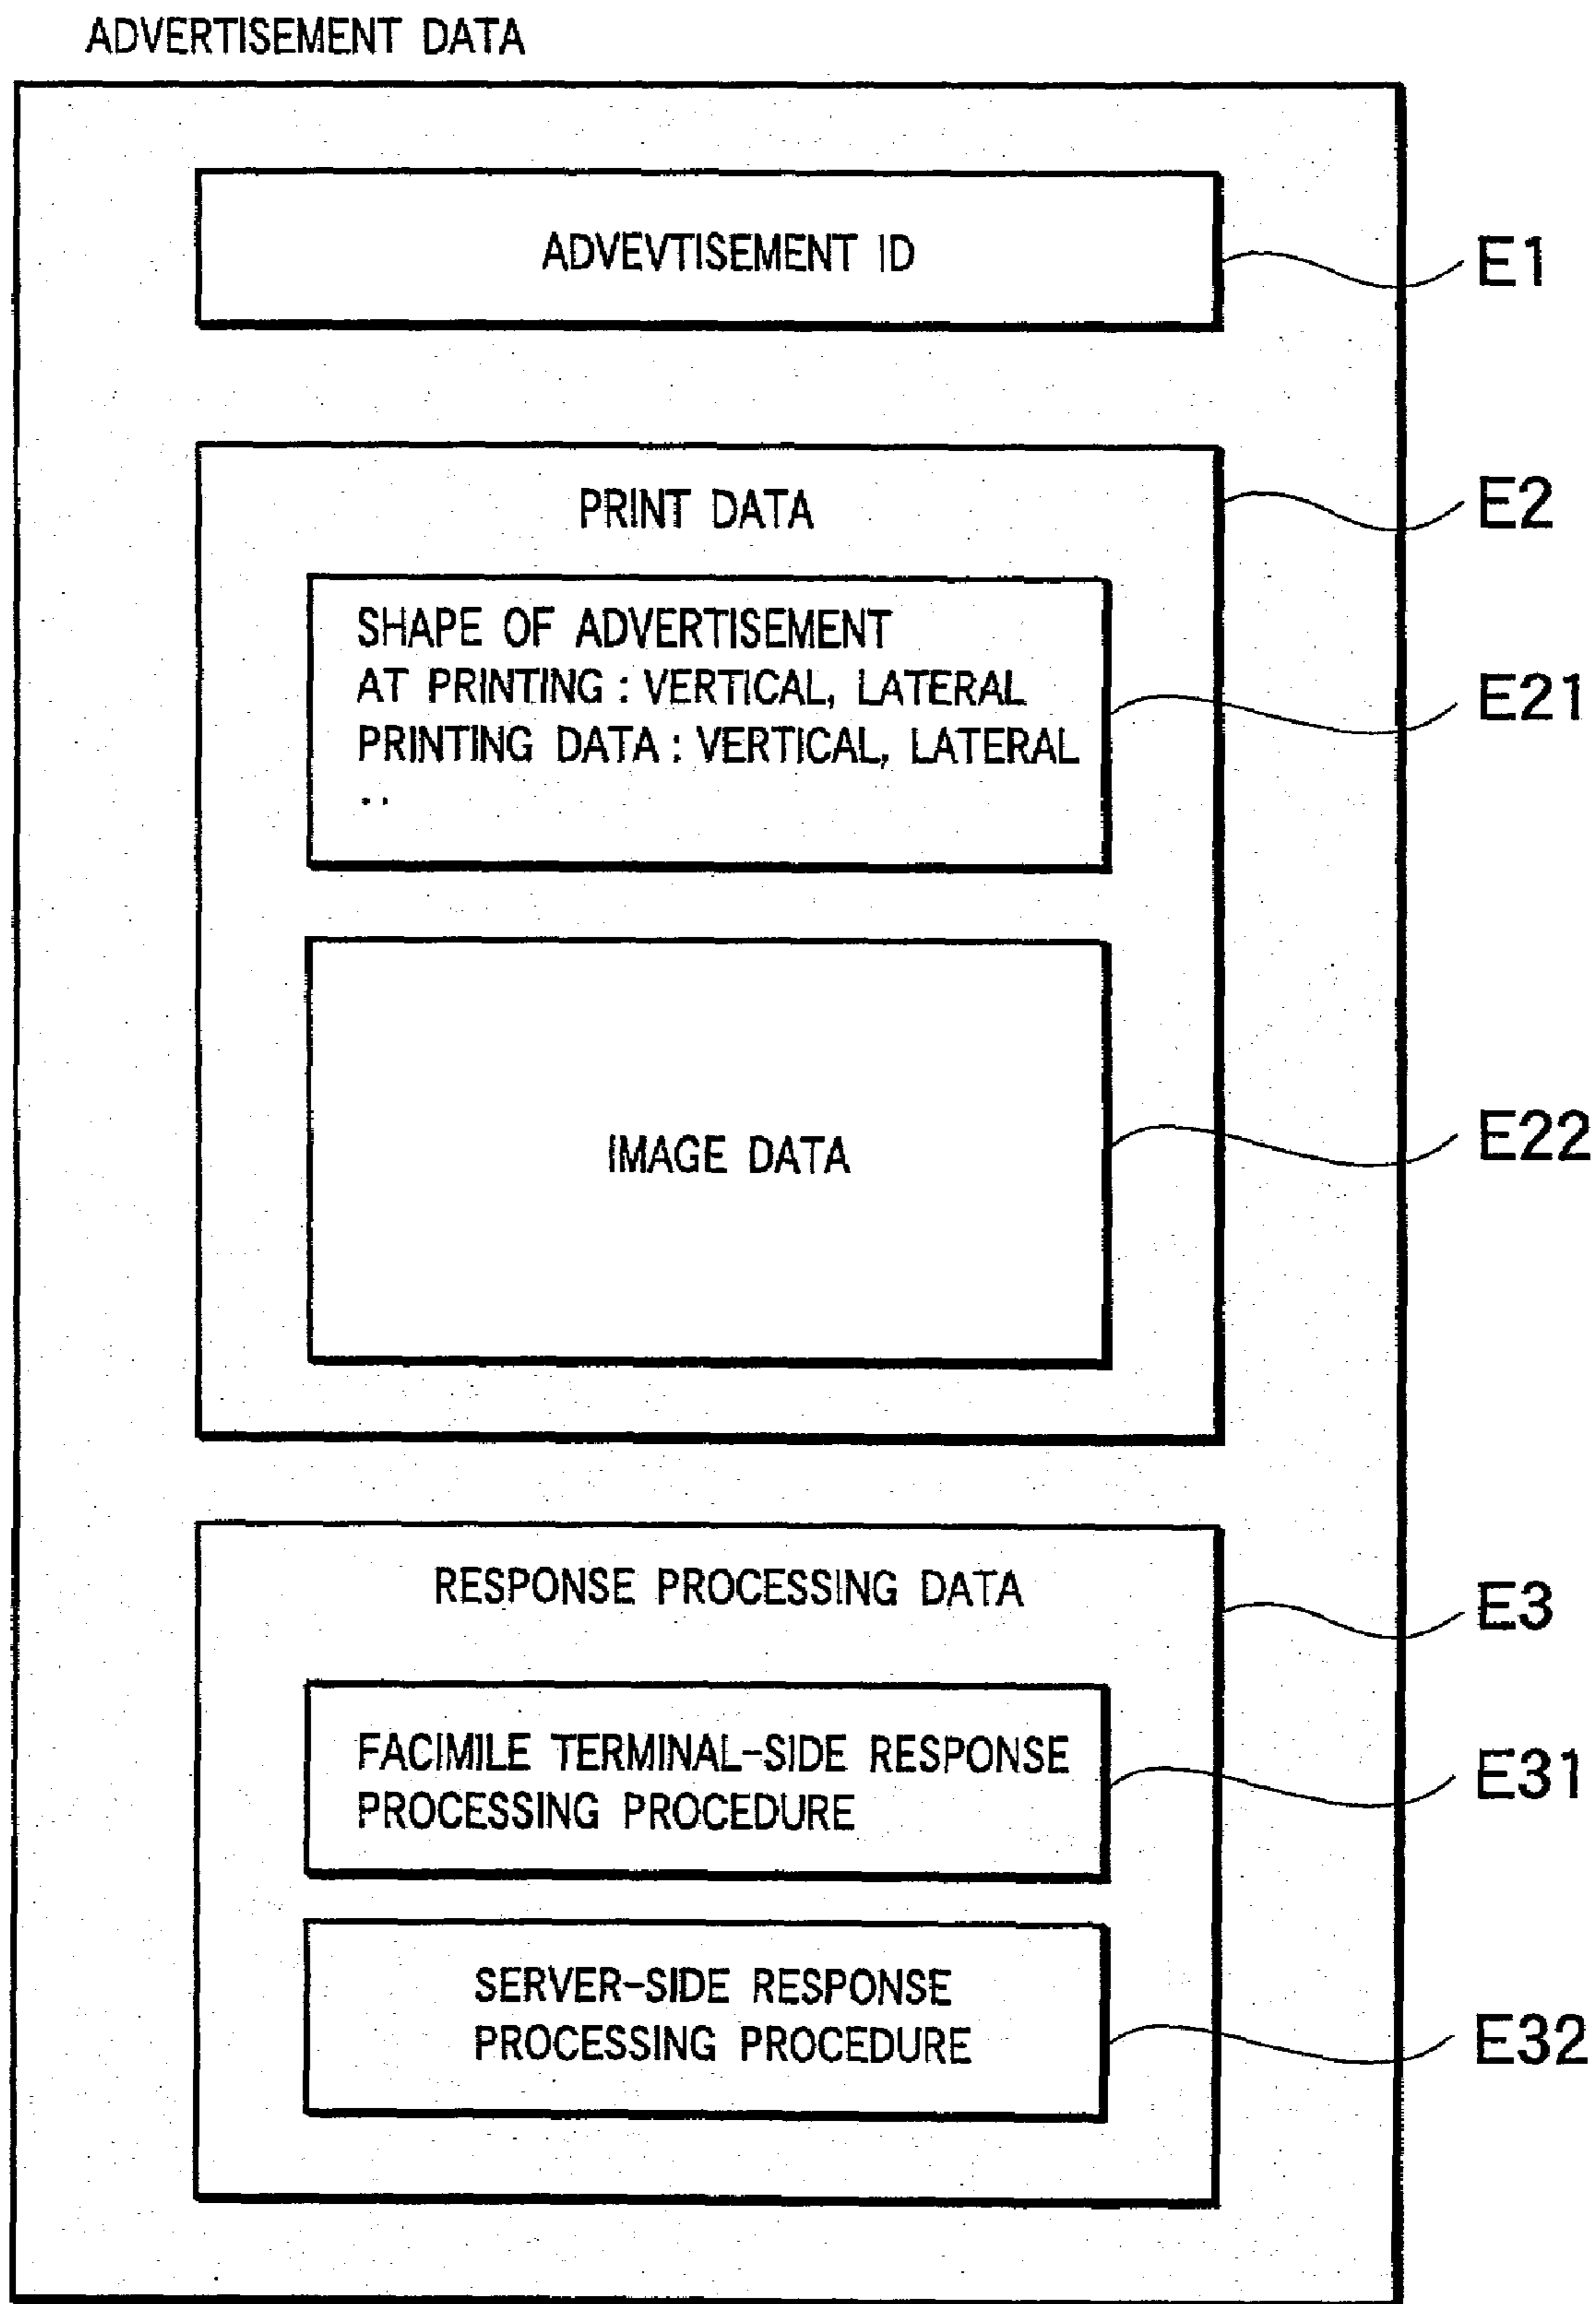 ADVERTISEMENT DATA
ADVEVTISEMENT ID
E1
PRINT DATA
E2
SHAPE OF ADVERTISEMENT
AT PRINTING : VERTICAL, LATERAL
PRINTING DATA : VERTICAL, LATERAL
..
E21
IMAGE DATA
E22
RESPONSE PROCESSING DATA
E3
FACIMILE TERMINAL-SIDE RESPONSE
PROCESSING PROCEDURE
E31
SERVER-SIDE RESPONSE
PROCESSING PROCEDURE
E32